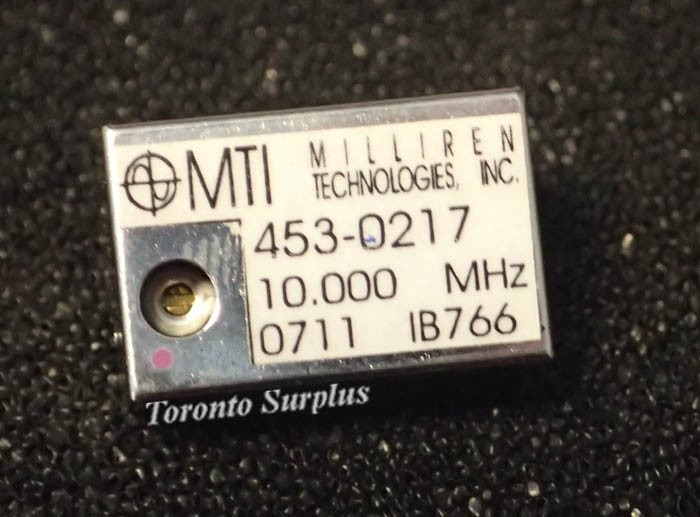 MTI MILLIREN
TECHNOLOGIES, INC.
453-0217
10.000 MHz
0711 IB766
Toronto Surplus